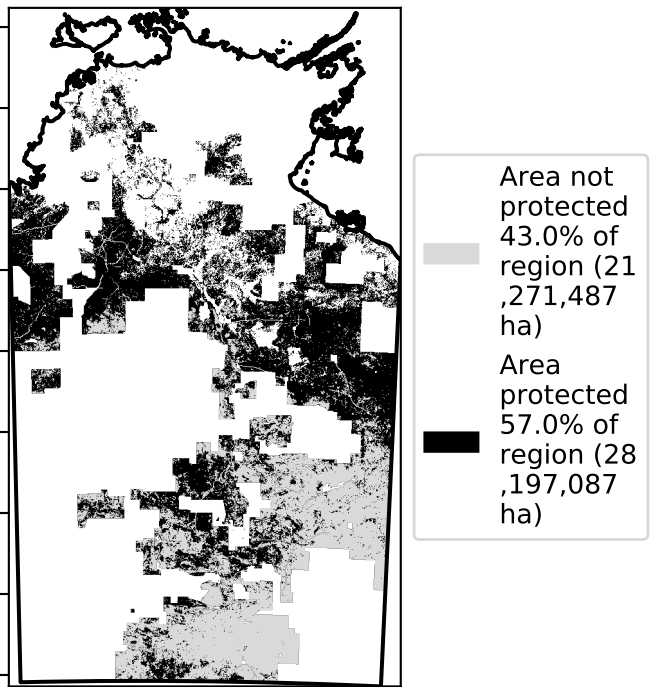 Area not
protected
43.0% of
region (21
,271,487
ha)
Area
protected
57.0% of
region (28
,197,087
ha)